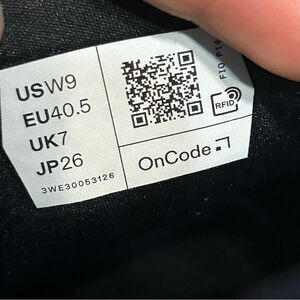 USW9
EU40.5
UK7
JP26
3WE30053126
RFID
OnCode